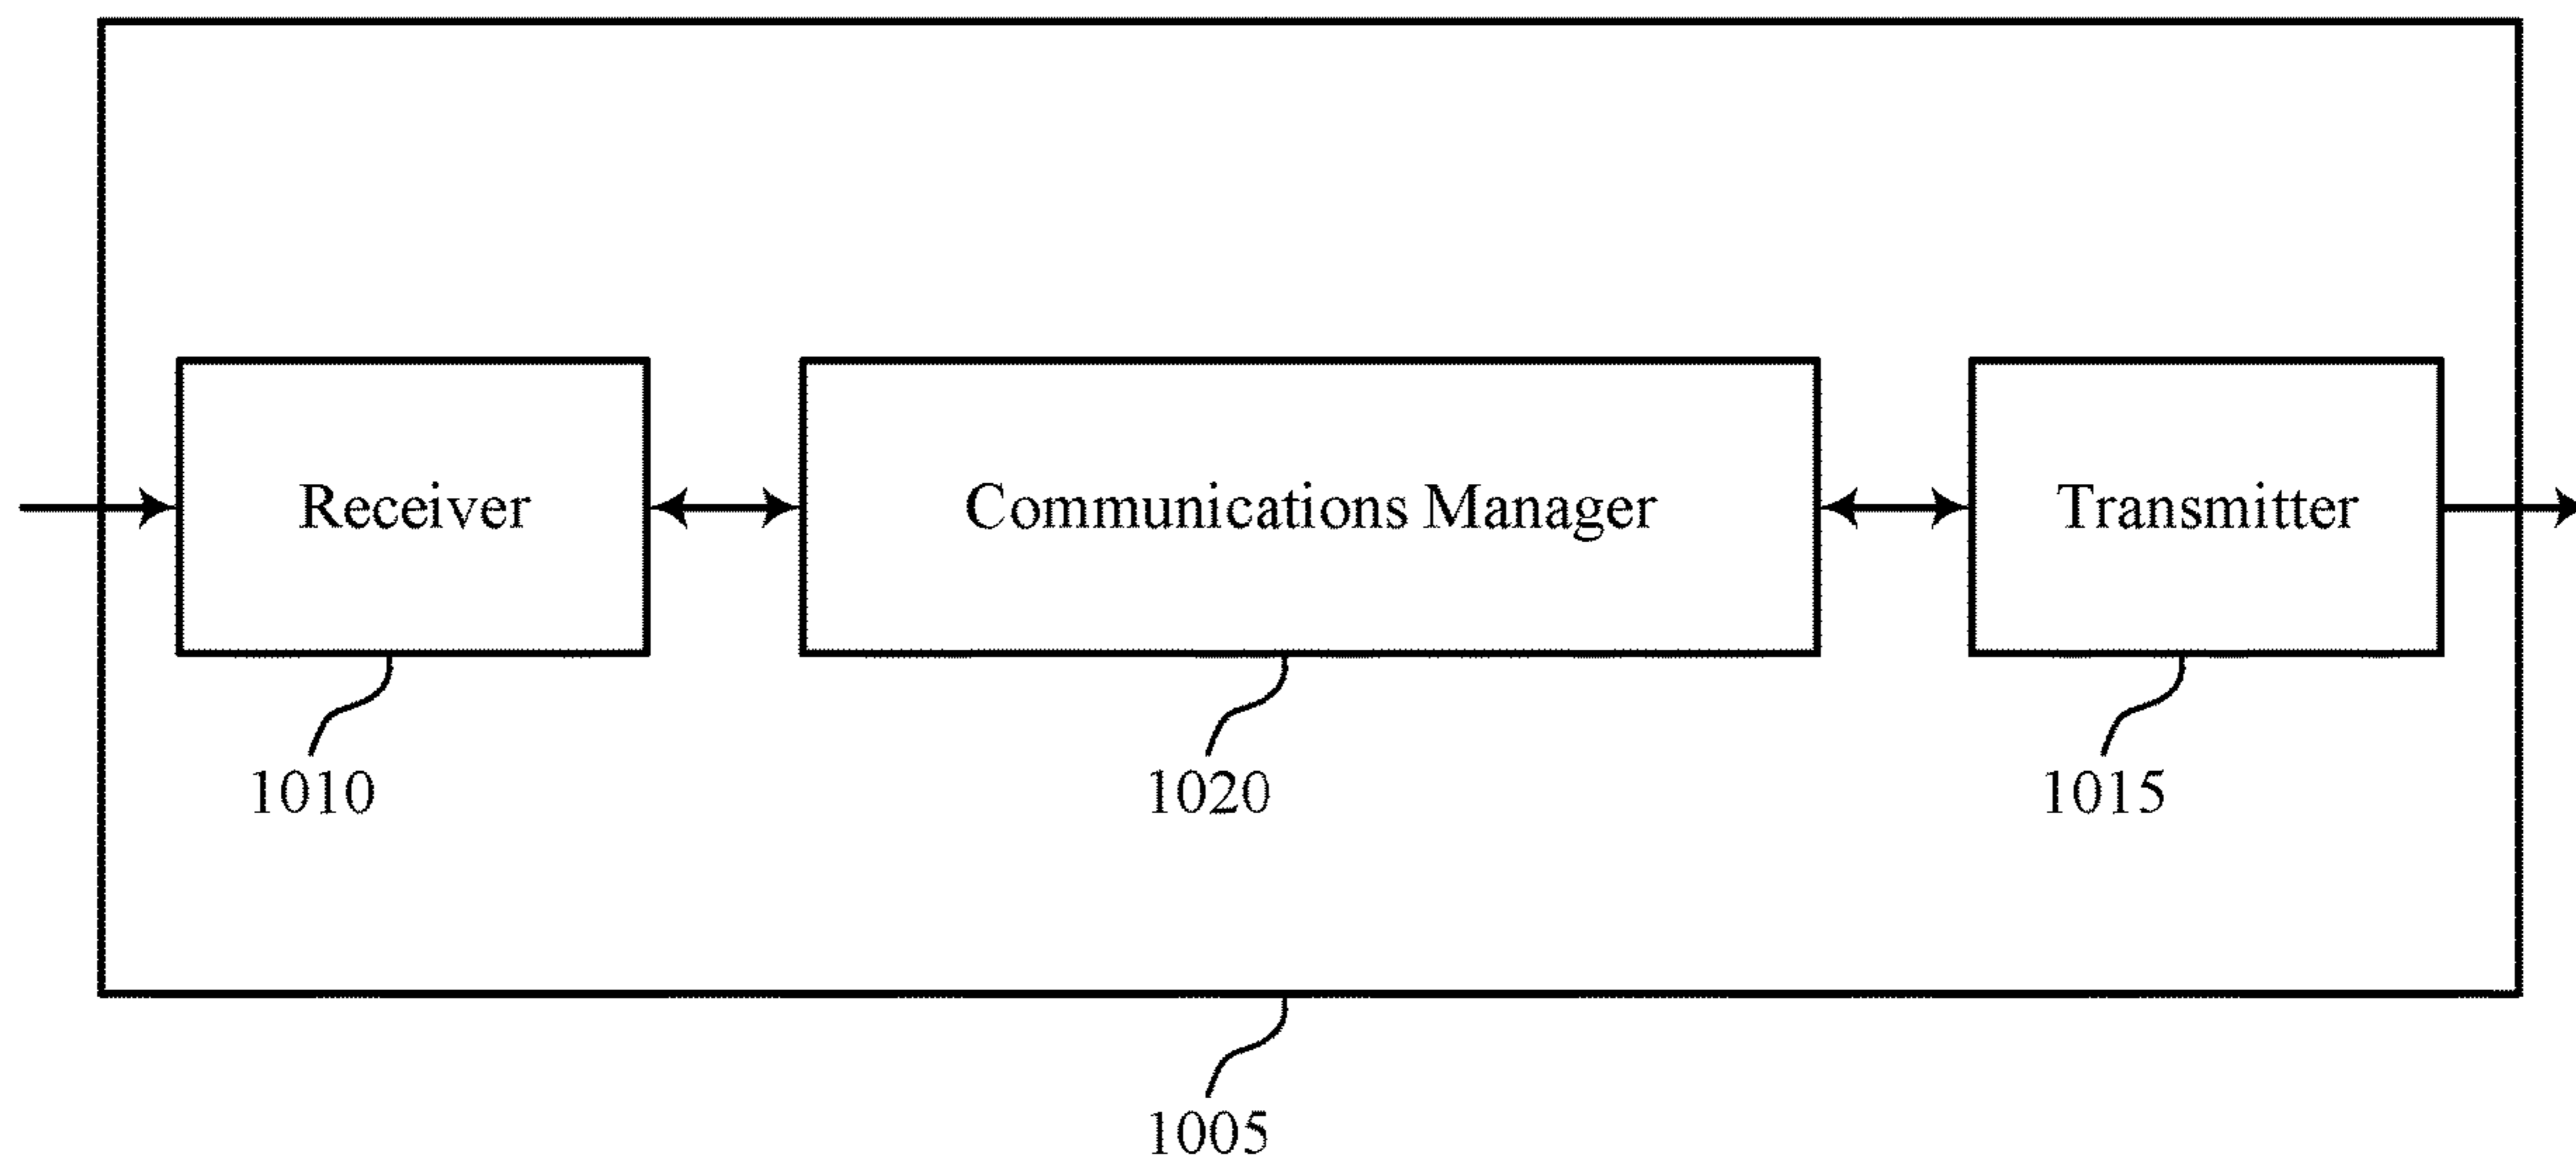 Receiver
Communications Manager
Transmitter
1010
1020
1015
1005